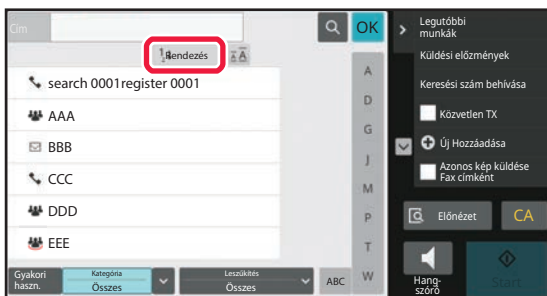 Cím
OK
Rendezés
search 0001register 0001
AAA
BBB
CCC
DDD
EEE
A
D
G
J
M
P
T
W
Gyakori
haszn.
Kategória
Összes
Leszűkítés
Összes
ABC
Legutóbbi
munkák
Küldési előzmények
Keresési szám behívása
Közvetlen TX
Új Hozzáadása
Azonos kép küldése
Fax címként
Előnézet
CA
Hang-
szóró
Start